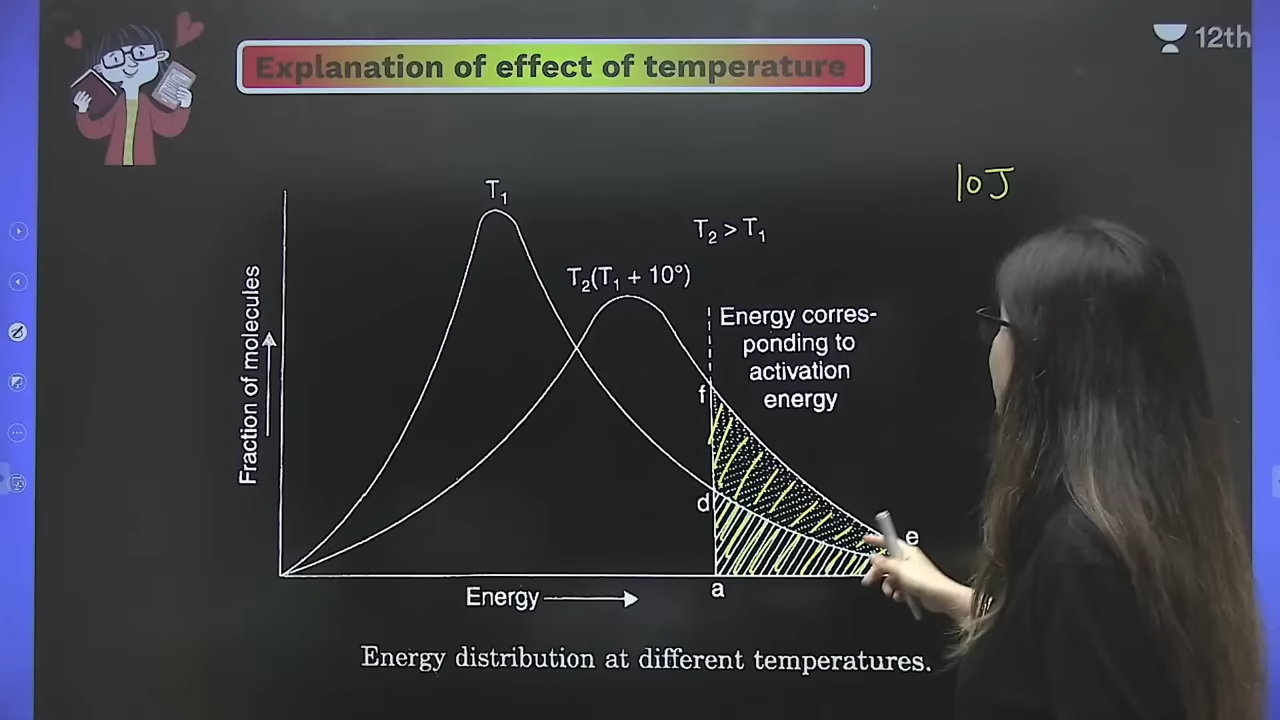 Explanation of effect of temperature
12th
10J
T₁
T₂ > T₁
T₂(T₁ + 10°)
Energy corres-
ponding to
activation
energy
Fraction of molecules
f
d
e
a
Energy
Energy distribution at different temperatures.